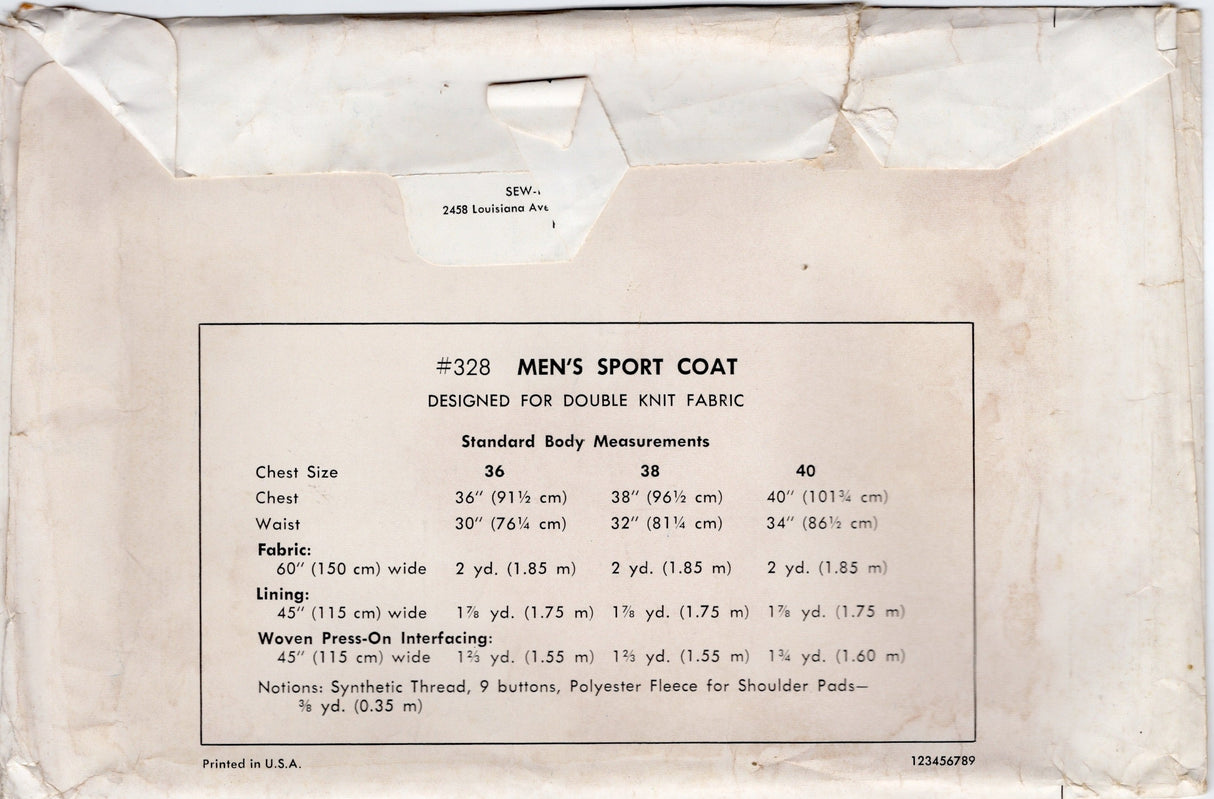 SEW-
2458 Louisiana Ave
#328 MEN'S SPORT COAT
DESIGNED FOR DOUBLE KNIT FABRIC
Standard Body Measurements
Chest Size 36 38 40
Chest 36" (91½ cm) 38" (96½ cm) 40" (101¾ cm)
Waist 30" (76¼ cm) 32" (81¼ cm) 34" (86½ cm)
Fabric:
60" (150 cm) wide 2 yd. (1.85 m) 2 yd. (1.85 m) 2 yd. (1.85 m)
Lining:
45" (115 cm) wide 1⅞ yd. (1.75 m) 1⅞ yd. (1.75 m) 1⅞ yd. (1.75 m)
Woven Press-On Interfacing:
45" (115 cm) wide 1⅔ yd. (1.55 m) 1⅔ yd. (1.55 m) 1¾ yd. (1.60 m)
Notions: Synthetic Thread, 9 buttons, Polyester Fleece for Shoulder Pads—
⅜ yd. (0.35 m)
Printed in U.S.A. 123456789